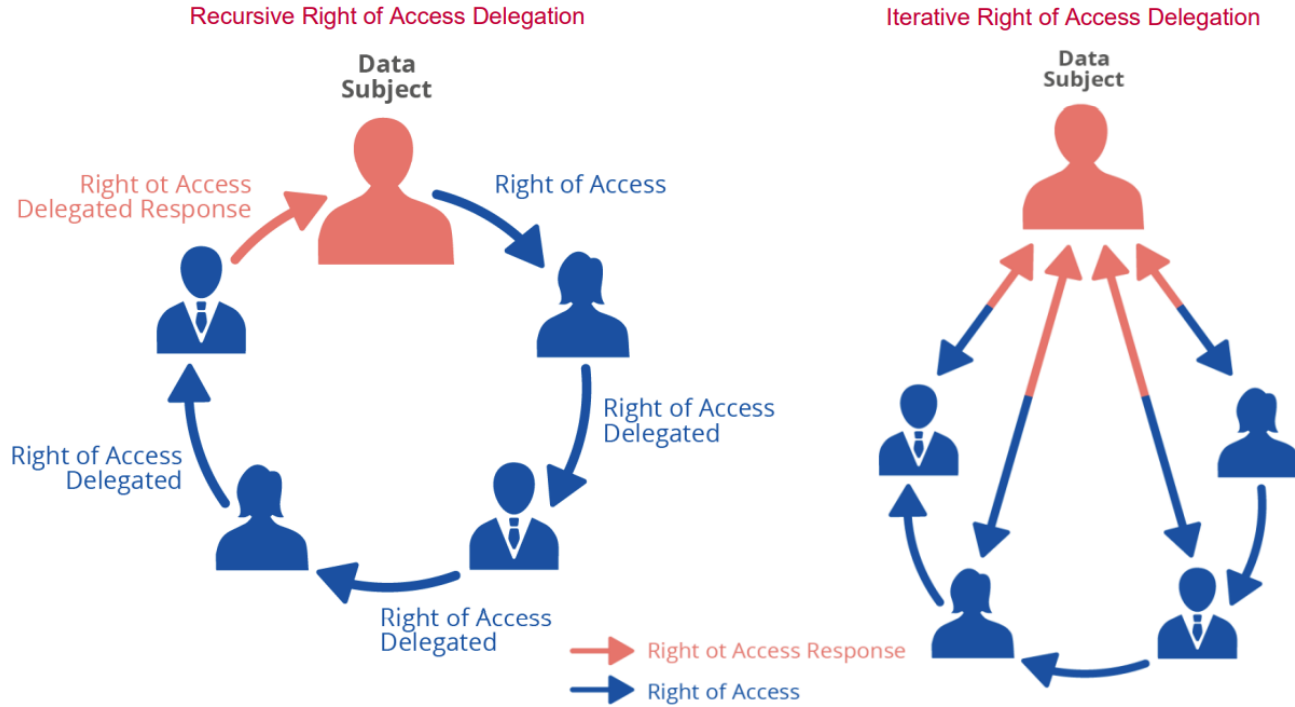 Recursive Right of Access Delegation
Iterative Right of Access Delegation
Data
Subject
Data
Subject
Right ot Access
Delegated Response
Right of Access
Right of Access
Delegated
Right of Access
Delegated
Right of Access
Delegated
Right ot Access Response
Right of Access